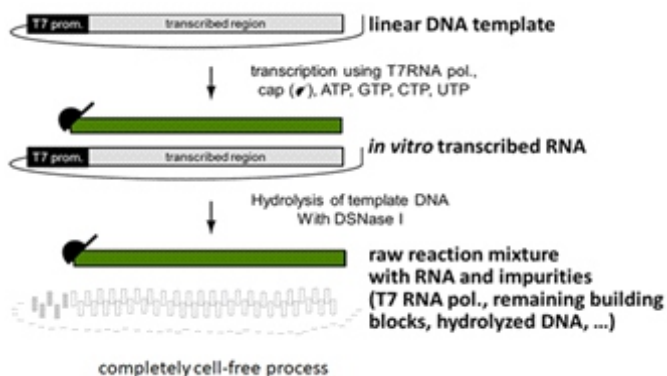 T7 prom. transcribed region linear DNA template
transcription using T7RNA pol.,
cap ( ), ATP, GTP, CTP, UTP
in vitro transcribed RNA
T7 prom. transcribed region
Hydrolysis of template DNA
With DSNase I
raw reaction mixture
with RNA and impurities
(T7 RNA pol., remaining building
blocks, hydrolyzed DNA, ...)
completely cell-free process